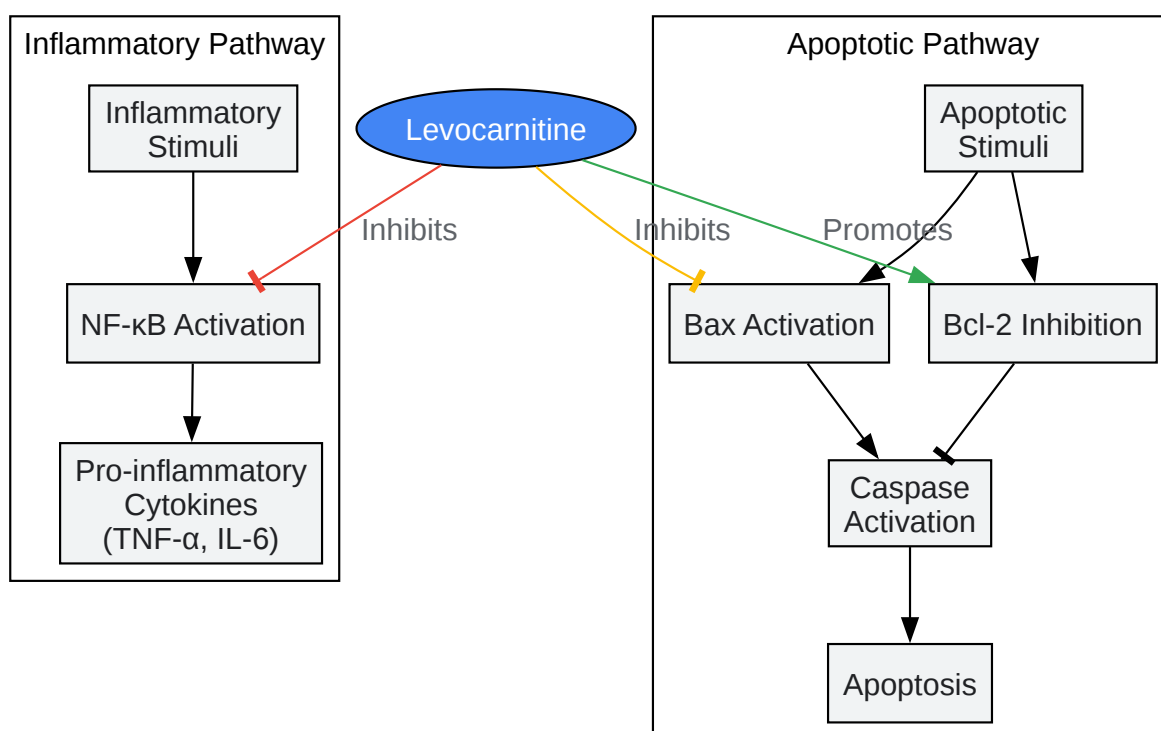 Inflammatory Pathway
Inflammatory
Stimuli
NF-κB Activation
Pro-inflammatory
Cytokines
(TNF-α, IL-6)
Levocarnitine
Inhibits
Inhibits
Promotes
Apoptotic Pathway
Apoptotic
Stimuli
Bax Activation
Bcl-2 Inhibition
Caspase
Activation
Apoptosis